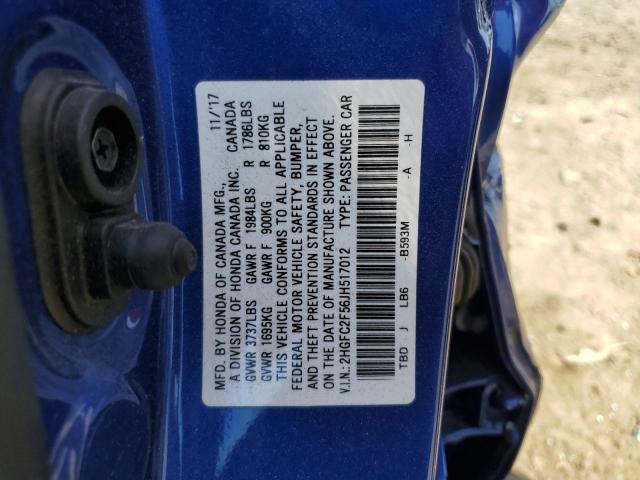 MFD. BY HONDA OF CANADA MFG., 11/'17
A DIVISION OF HONDA CANADA INC. CANADA
GVWR 3737LBS GAWR F 1984LBS R 1786LBS
GVWR 1695KG GAWR F 900KG R 810KG
THIS VEHICLE CONFORMS TO ALL APPLICABLE
FEDERAL MOTOR VEHICLE SAFETY, BUMPER,
AND THEFT PREVENTION STANDARDS IN EFFECT
ON THE DATE OF MANUFACTURE SHOWN ABOVE.
V.I.N.: 2HGFC2F56JH517012 TYPE: PASSENGER CAR
TBD J LB6 -B593M -A -H